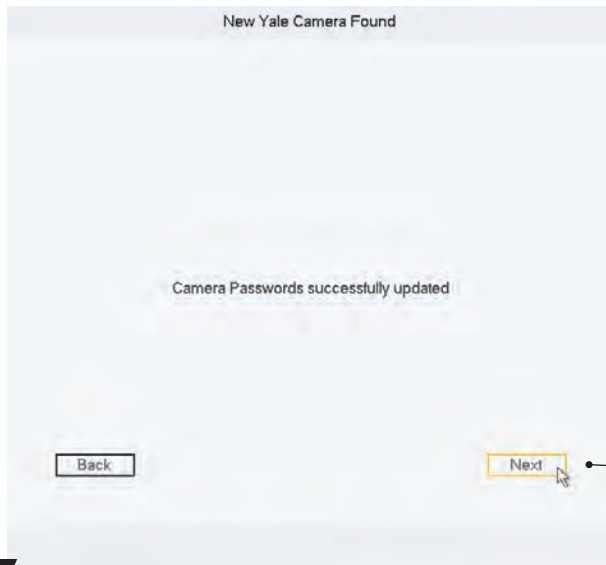 New Yale Camera Found
Camera Passwords successfully updated
Back
Next